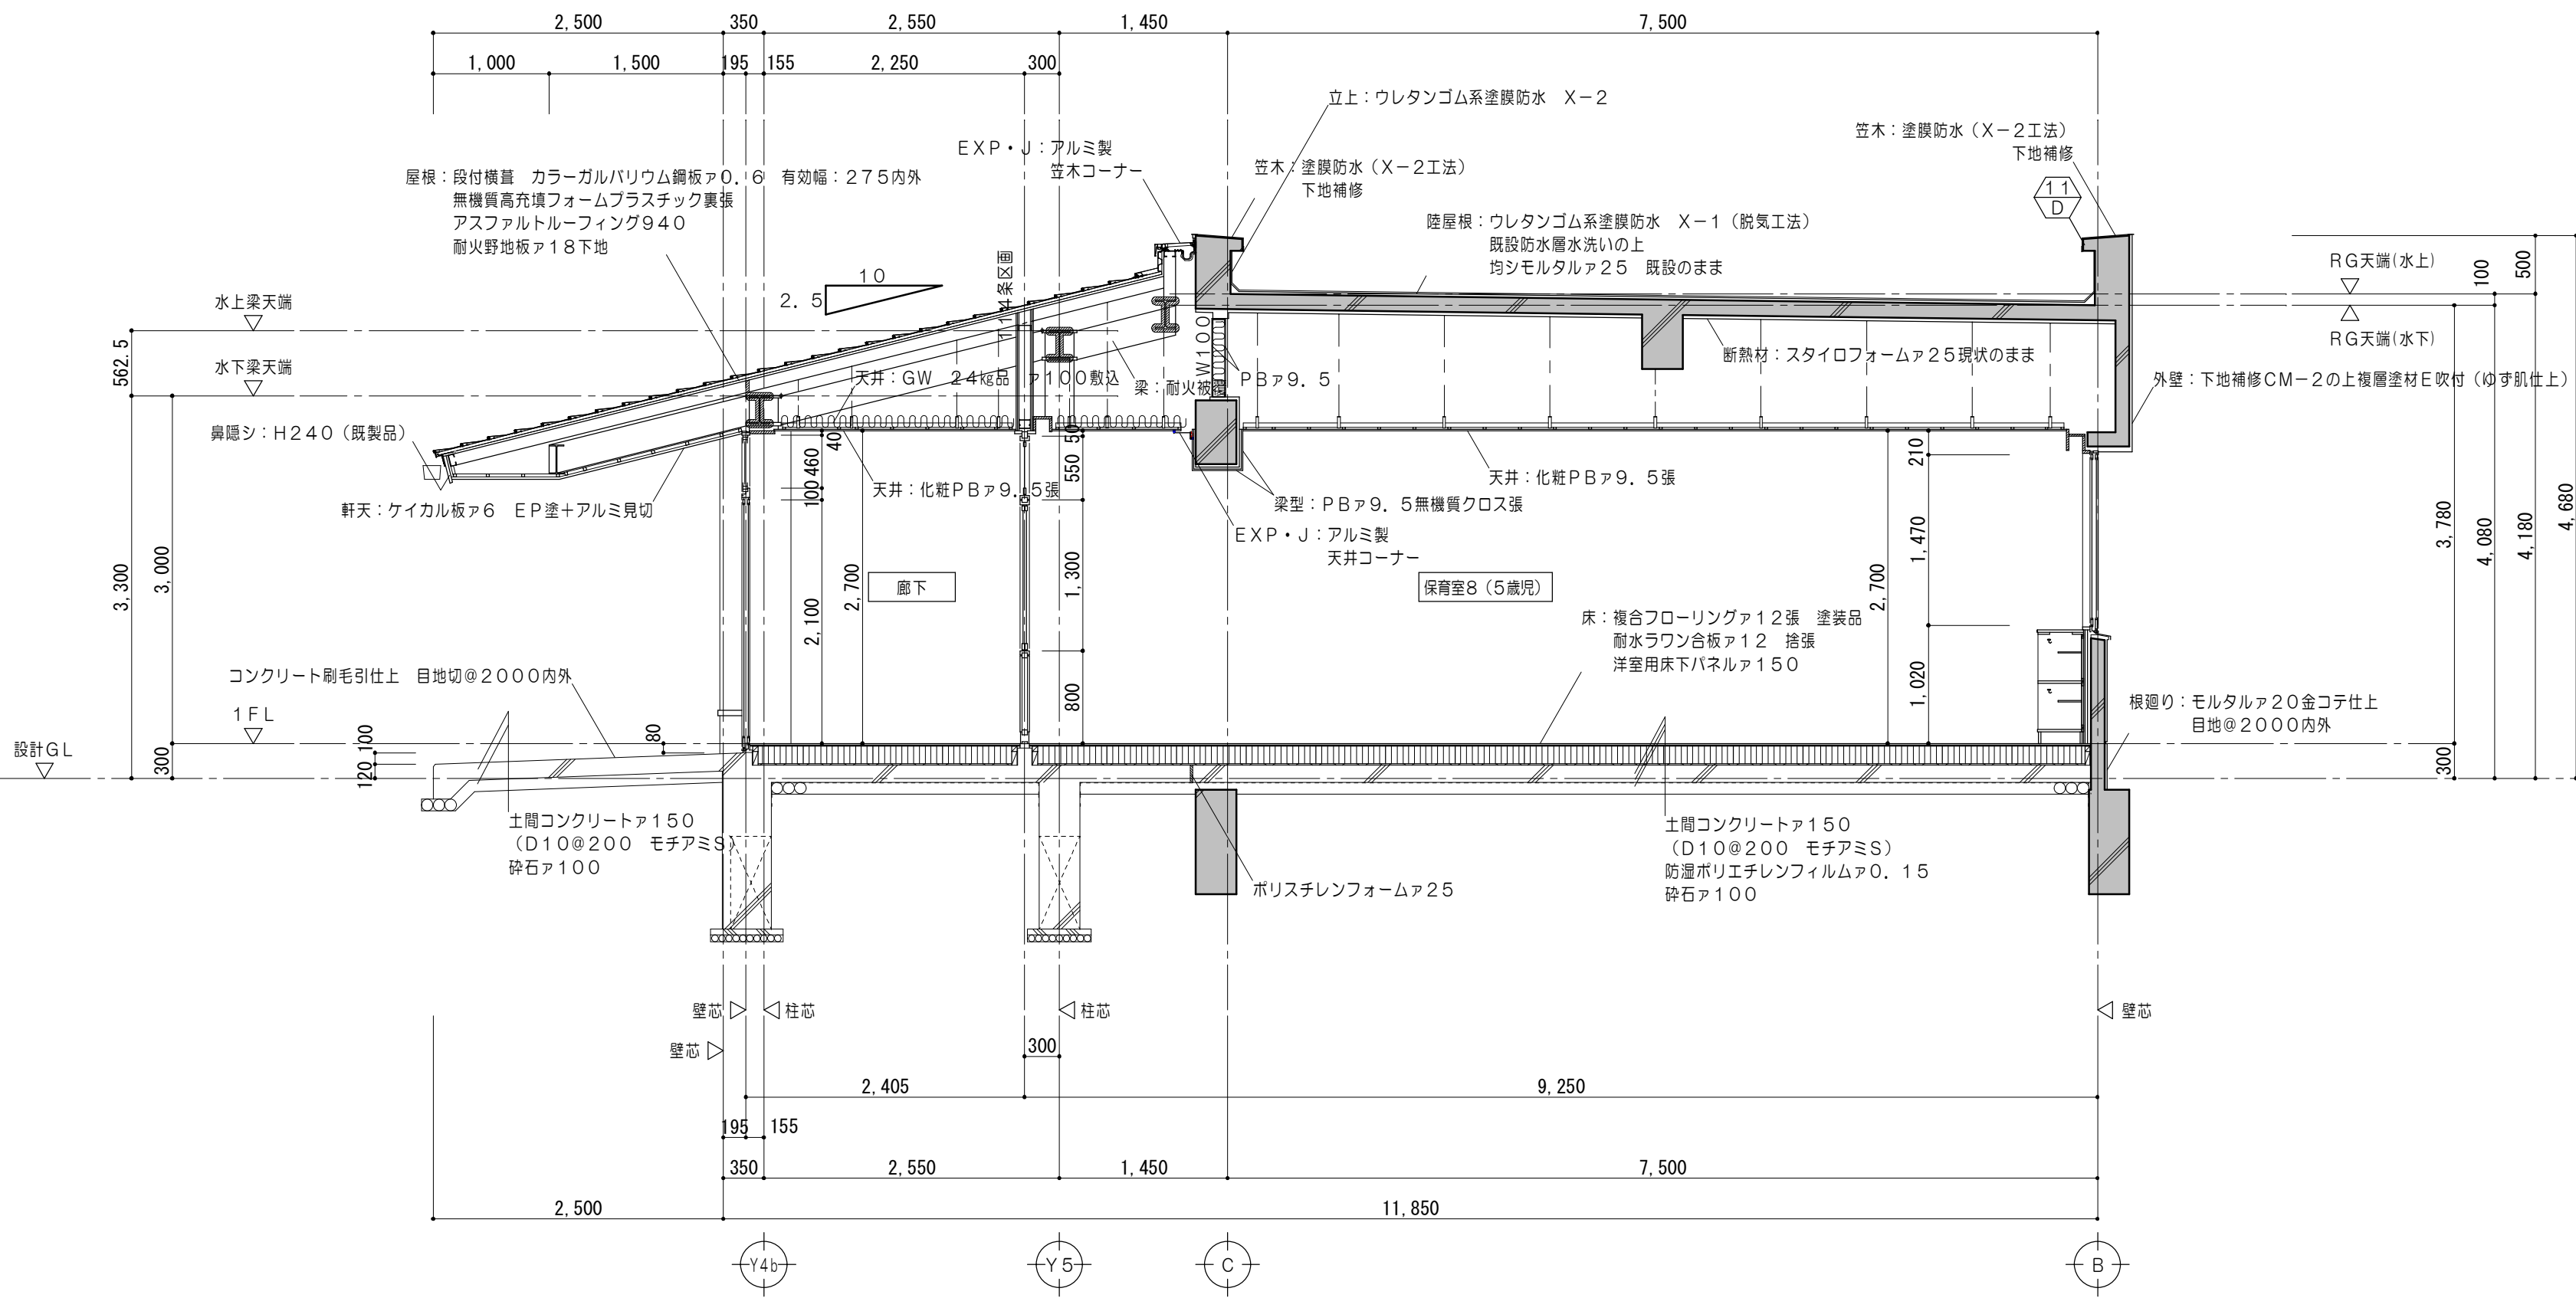 2,500
350
2,550
1,450
7,500
1,000
1,500
195
155
2,250
300
立上：ウレタンゴム系塗膜防水　Ｘ－２
笠木：塗膜防水（Ｘ－２工法）
下地補修
ＥＸＰ・Ｊ：アルミ製
笠木コーナー
笠木：塗膜防水（Ｘ－２工法）
下地補修
屋根：段付横葺　カラーガルバリウム鋼板ァ０．６　有効幅：２７５内外
無機質高充填フォームプラスチック裏張
アスファルトルーフィング９４０
耐火野地板ァ１８下地
１１
Ｄ
陸屋根：ウレタンゴム系塗膜防水　Ｘ－１（脱気工法）
既設防水層水洗いの上
均シモルタルァ２５　既設のまま
１１４条区画
１０
２．５
ＲＧ天端(水上)
100
500
水上梁天端
ＲＧ天端(水下)
562.5
水下梁天端
断熱材：スタイロフォームァ２５現状のまま
天井：ＧＷ　２４㎏品　ァ１００敷込
梁：耐火被覆
Ｗ１００
ＰＢァ９．５
外壁：下地補修ＣＭ－２の上複層塗材Ｅ吹付（ゆず肌仕上）
鼻隠シ：Ｈ２４０（既製品）
40
50
460
100
550
210
天井：化粧ＰＢァ９．５張
天井：化粧ＰＢァ９．５張
軒天：ケイカル板ァ６　ＥＰ塗＋アルミ見切
梁型：ＰＢァ９．５無機質クロス張
ＥＸＰ・Ｊ：アルミ製
天井コーナー
3,300
3,000
2,100
2,700
1,300
800
2,700
1,470
1,020
3,780
4,080
4,180
4,680
廊下
保育室８（５歳児）
床：複合フローリングァ１２張　塗装品
耐水ラワン合板ァ１２　捨張
洋室用床下パネルァ１５０
コンクリート刷毛引仕上　目地切＠２０００内外
１ＦＬ
根廻り：モルタルァ２０金コテ仕上
目地＠２０００内外
設計ＧＬ
300
100
120
80
300
土間コンクリートァ１５０
（Ｄ１０＠２００　モチアミＳ）
砕石ァ１００
土間コンクリートァ１５０
（Ｄ１０＠２００　モチアミＳ）
防湿ポリエチレンフィルムァ０．１５
砕石ァ１００
ポリスチレンフォームァ２５
壁芯
柱芯
柱芯
壁芯
壁芯
300
2,405
9,250
195
155
350
2,550
1,450
7,500
2,500
11,850
Y4b
Ｙ５
Ｃ
Ｂ